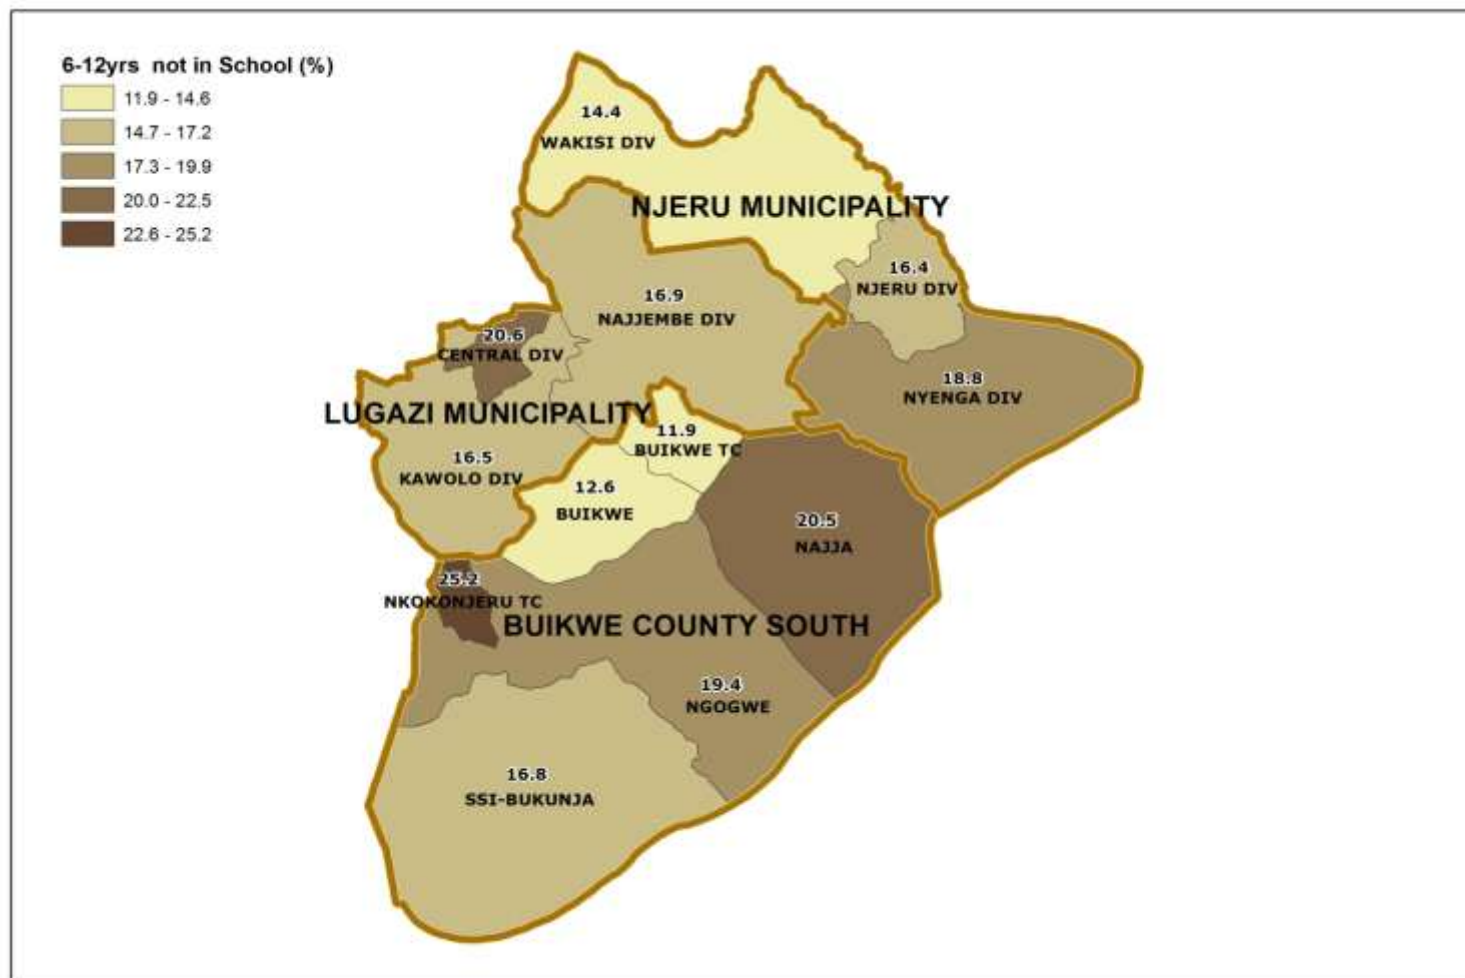 6-12yrs not in School (%)
11.9 - 14.6
14.7 - 17.2
17.3 - 19.9
20.0 - 22.5
22.6 - 25.2
14.4
WAKISI DIV
NJERU MUNICIPALITY
16.4
NJERU DIV
16.9
NAJJEMBE DIV
20.6
CENTRAL DIV
18.8
NYENGA DIV
LUGAZI MUNICIPALITY
11.9
BUIKWE TC
16.5
KAWOLO DIV
12.6
BUIKWE
20.5
NAJJA
25.2
NKOKONJERU TC
BUIKWE COUNTY SOUTH
19.4
NGOGWE
16.8
SSI-BUKUNJA